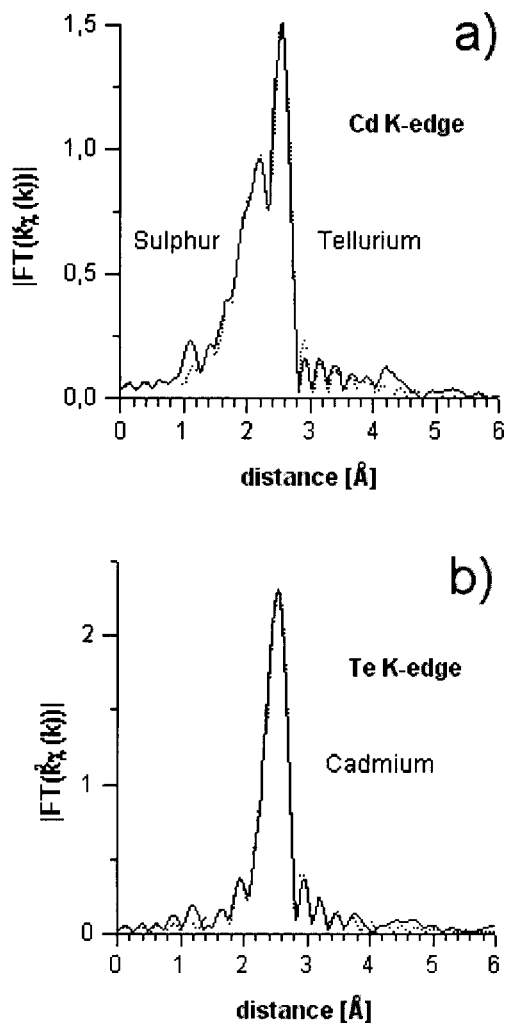 a)
1,5
Cd K-edge
1,0
Sulphur
Tellurium
0,5
0,0
|FT(k²χ(k))|
0 1 2 3 4 5 6
distance [Å]
b)
2
Te K-edge
Cadmium
1
0
|FT(k²χ(k))|
0 1 2 3 4 5 6
distance [Å]